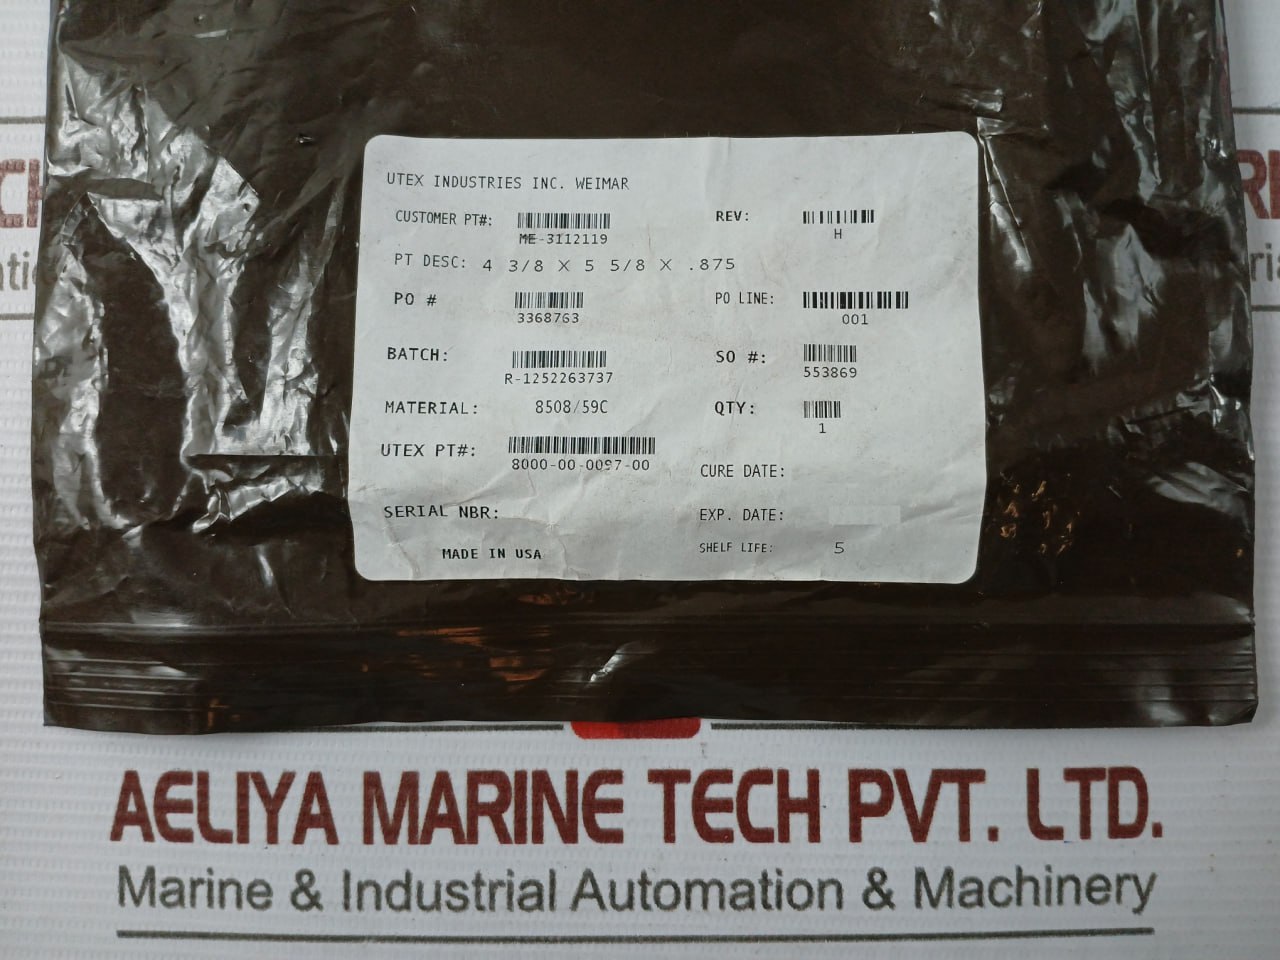 UTEX INDUSTRIES INC. WEIMAR
CUSTOMER PT#: ME-3112119 REV: H
PT DESC: 4 3/8 X 5 5/8 X .875
PO # 3368763 PO LINE: 001
BATCH: R-1252263737 SO #: 553869
MATERIAL: 8508/59C QTY: 1
UTEX PT#: 8000-00-0097-00
CURE DATE:
SERIAL NBR: EXP. DATE:
MADE IN USA SHELF LIFE: 5
AELIYA MARINE TECH PVT. LTD.
Marine & Industrial Automation & Machinery